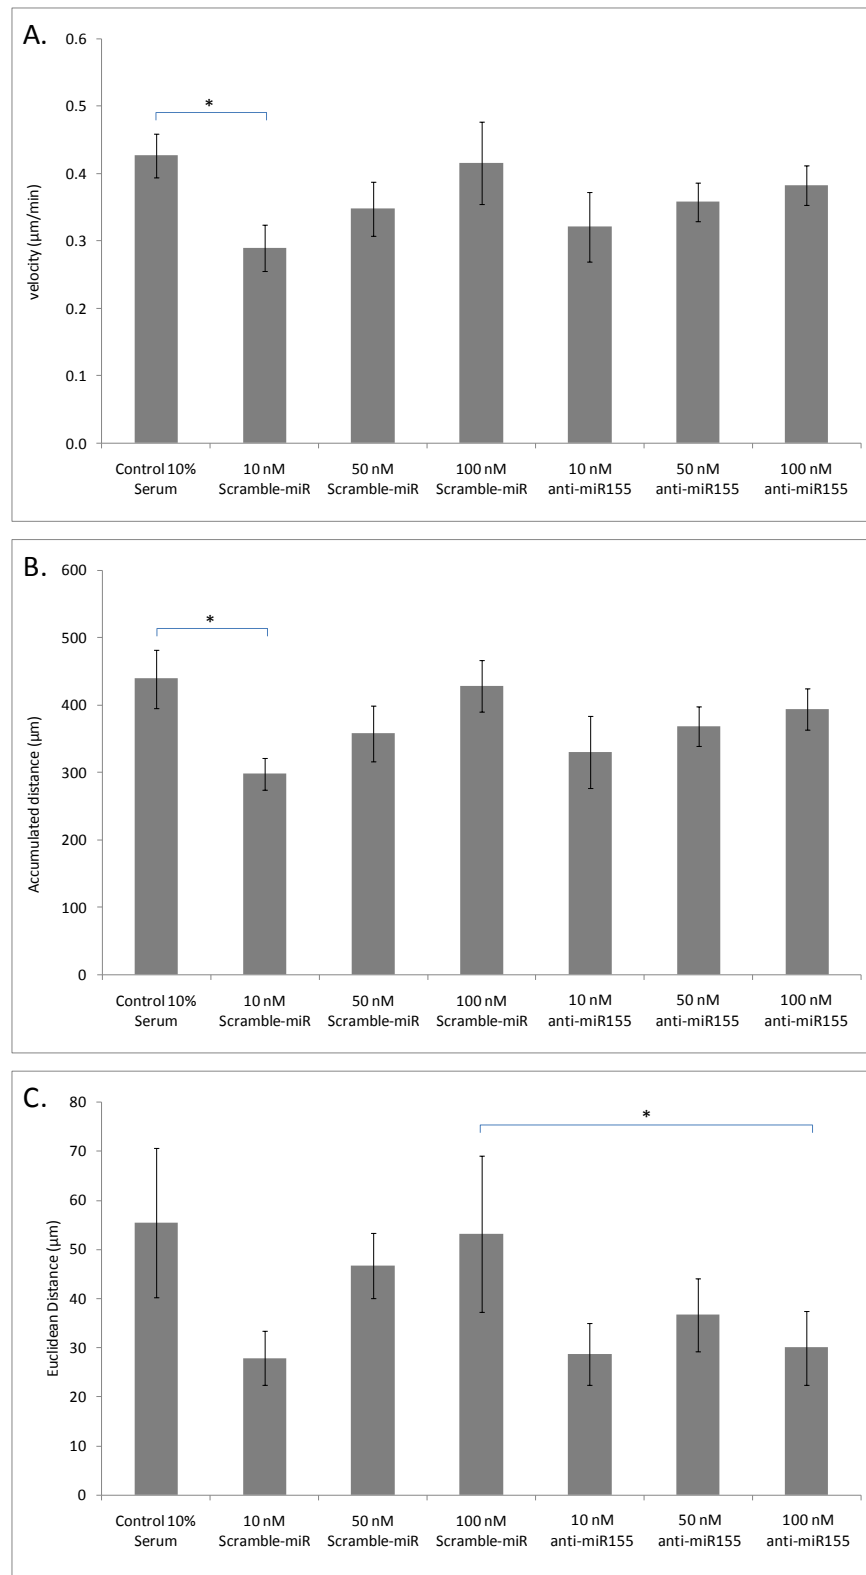 A.
0.6
*
0.5
0.4
velocity (µm/min)
0.3
0.2
0.1
0.0
Control 10% Serum
10 nM Scramble-miR
50 nM Scramble-miR
100 nM Scramble-miR
10 nM anti-miR155
50 nM anti-miR155
100 nM anti-miR155
B.
600
*
500
400
Accumulated distance (µm)
300
200
100
0
Control 10% Serum
10 nM Scramble-miR
50 nM Scramble-miR
100 nM Scramble-miR
10 nM anti-miR155
50 nM anti-miR155
100 nM anti-miR155
C.
80
*
70
60
50
Euclidean Distance (µm)
40
30
20
10
0
Control 10% Serum
10 nM Scramble-miR
50 nM Scramble-miR
100 nM Scramble-miR
10 nM anti-miR155
50 nM anti-miR155
100 nM anti-miR155